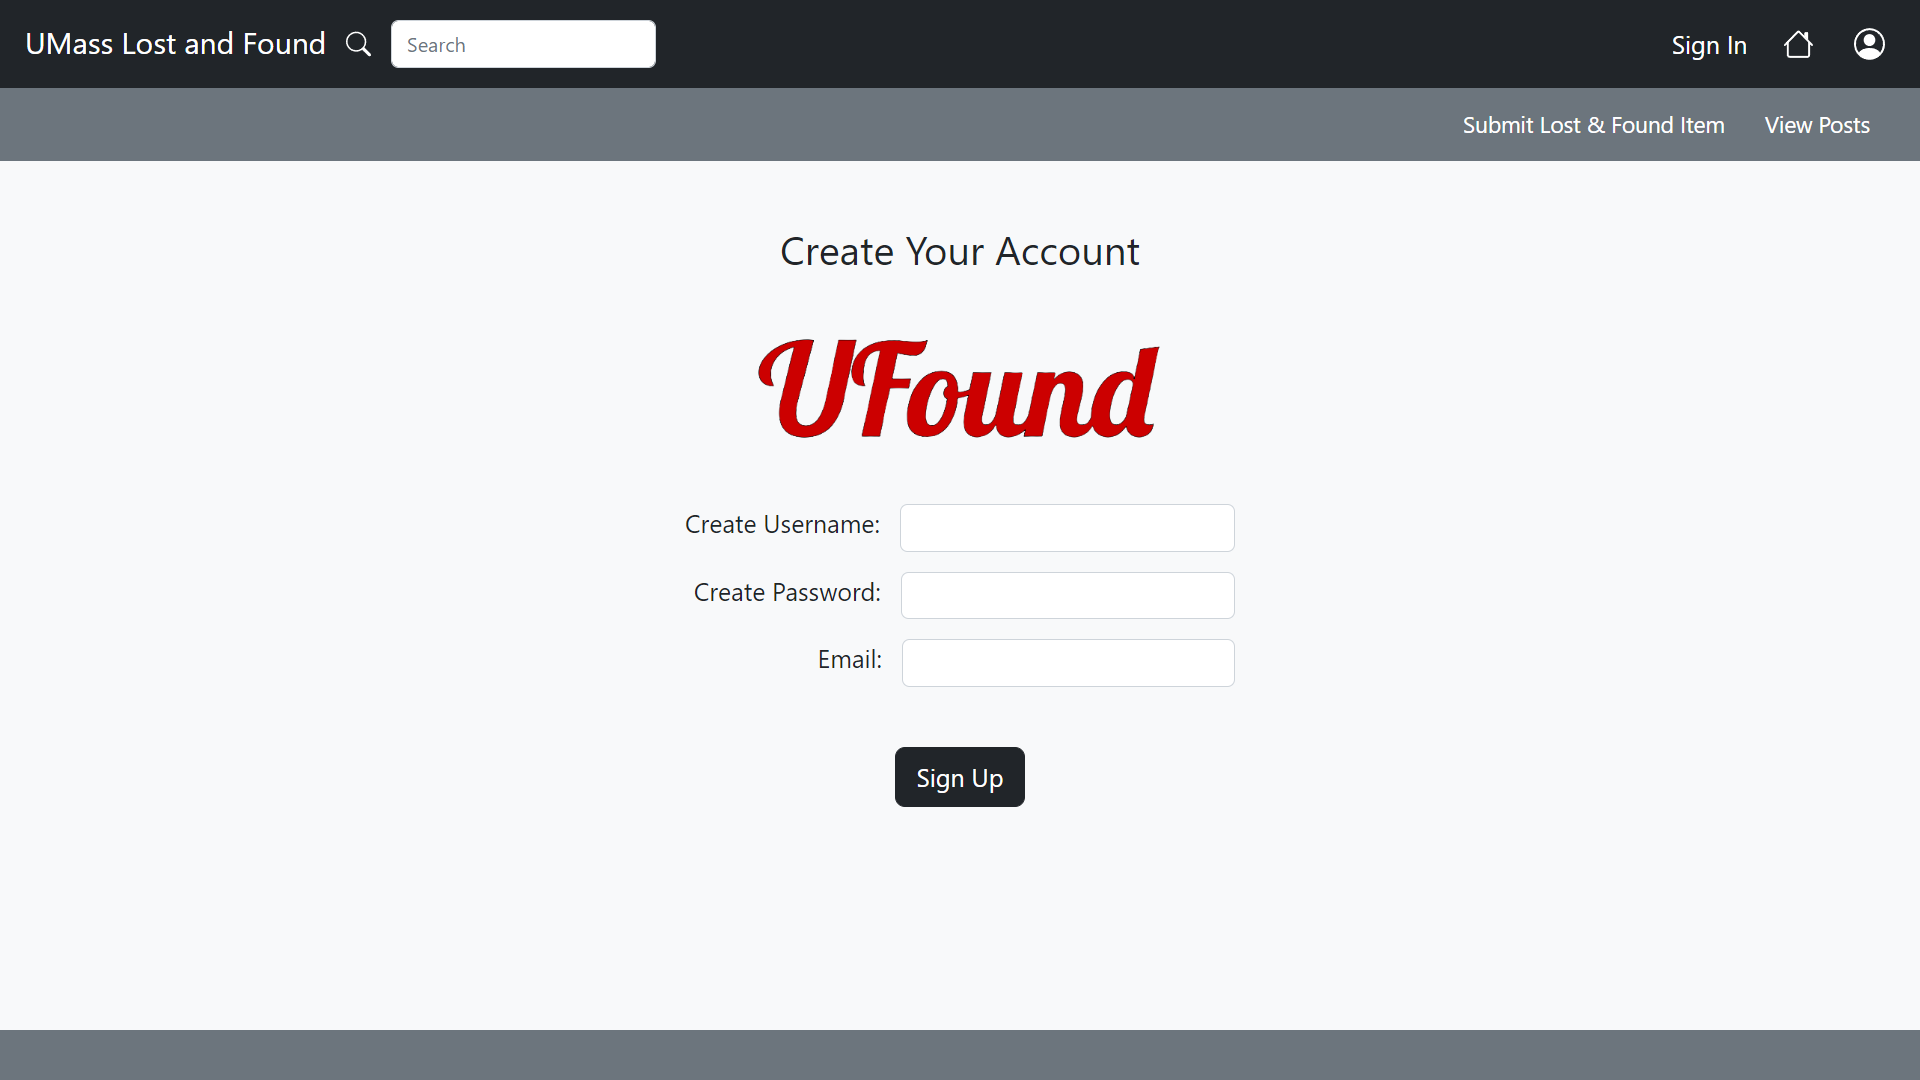 UMass Lost and Found Search Sign In
Submit Lost & Found Item View Posts
Create Your Account
UFound
Create Username:
Create Password:
Email:
Sign Up